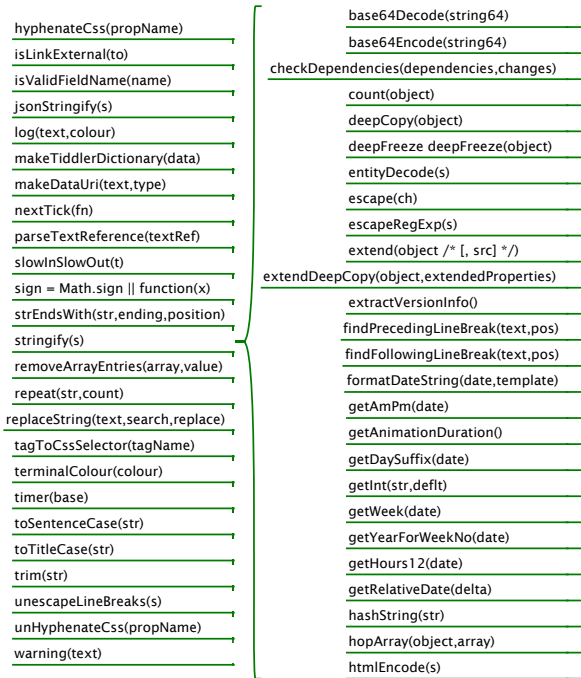 hyphenateCss(propName)
isLinkExternal(to)
isValidFieldName(name)
jsonStringify(s)
log(text,colour)
makeTiddlerDictionary(data)
makeDataUri(text,type)
nextTick(fn)
parseTextReference(textRef)
slowInSlowOut(t)
sign = Math.sign || function(x)
strEndsWith(str,ending,position)
stringify(s)
removeArrayEntries(array,value)
repeat(str,count)
replaceString(text,search,replace)
tagToCssSelector(tagName)
terminalColour(colour)
timer(base)
toSentenceCase(str)
toTitleCase(str)
trim(str)
unescapeLineBreaks(s)
unHyphenateCss(propName)
warning(text)
base64Decode(string64)
base64Encode(string64)
checkDependencies(dependencies,changes)
count(object)
deepCopy(object)
deepFreeze deepFreeze(object)
entityDecode(s)
escape(ch)
escapeRegExp(s)
extend(object /* [, src] */)
extendDeepCopy(object,extendedProperties)
extractVersionInfo()
findPrecedingLineBreak(text,pos)
findFollowingLineBreak(text,pos)
formatDateString(date,template)
getAmPm(date)
getAnimationDuration()
getDaySuffix(date)
getInt(str,deflt)
getWeek(date)
getYearForWeekNo(date)
getHours12(date)
getRelativeDate(delta)
hashString(str)
hopArray(object,array)
htmlEncode(s)